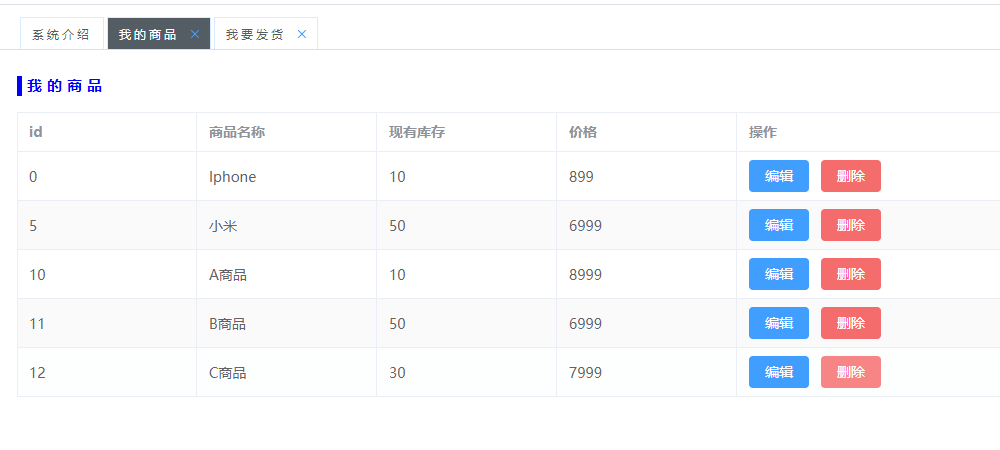 系统介绍 我的商品 × 我要发货 ×
我的商品
id 商品名称 现有库存 价格 操作
0 Iphone 10 899 编辑 删除
5 小米 50 6999 编辑 删除
10 A商品 10 8999 编辑 删除
11 B商品 50 6999 编辑 删除
12 C商品 30 7999 编辑 删除